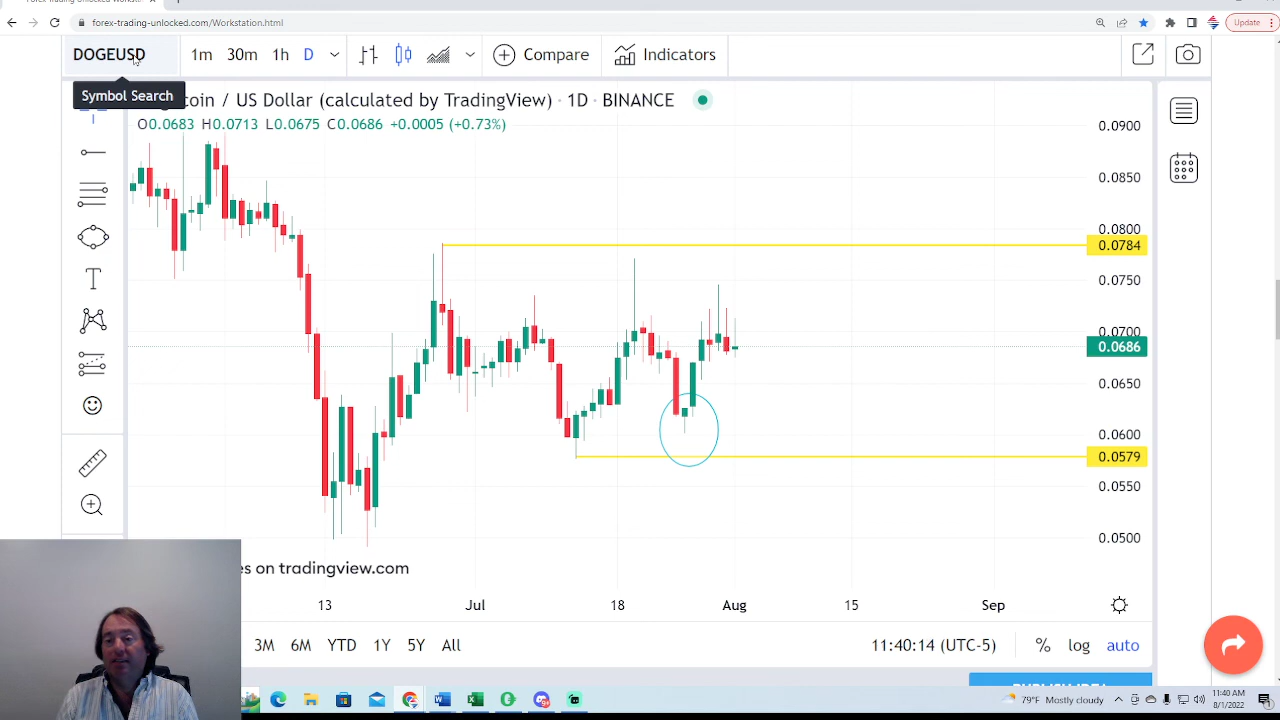 forex-trading-unlocked.com/Workstation.html
Update
DOGEUSD
1m 30m 1h D
Compare
Indicators
Symbol Search
coin / US Dollar (calculated by TradingView) · 1D · BINANCE
O0.0683 H0.0713 L0.0675 C0.0686 +0.0005 (+0.73%)
0.0900
0.0850
0.0800
0.0784
0.0750
0.0700
0.0686
0.0650
0.0600
0.0579
0.0550
0.0500
T
on tradingview.com
13 Jul 18 Aug 15 Sep
3M 6M YTD 1Y 5Y All
11:40:14 (UTC-5)
% log auto
79°F Mostly cloudy
11:40 AM
8/1/2022